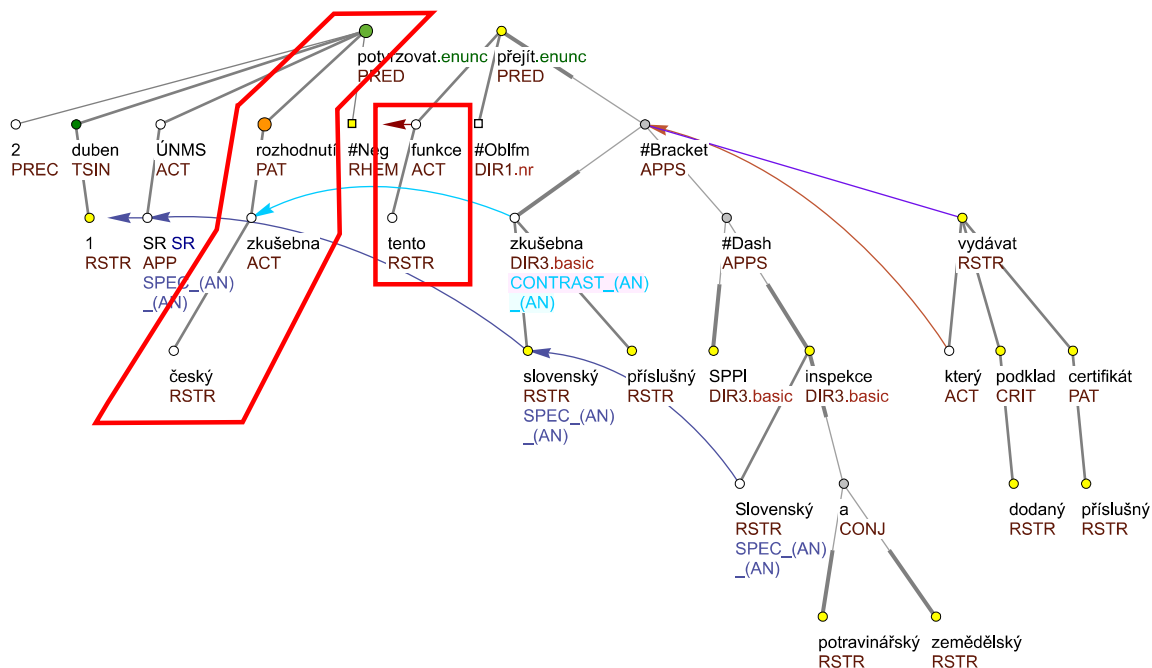 potvrzovat.enunc
PRED
přejít.enunc
PRED
2
PREC
duben
TSIN
ÚNMS
ACT
rozhodnutí
PAT
#Neg
RHEM
funkce
ACT
#Oblfm
DIR1.nr
#Bracket
APPS
1
RSTR
SR SR
APP
SPEC_(AN)
_(AN)
zkušebna
ACT
tento
RSTR
zkušebna
DIR3.basic
CONTRAST_(AN)
_(AN)
#Dash
APPS
vydávat
RSTR
český
RSTR
slovenský
RSTR
SPEC_(AN)
_(AN)
příslušný
RSTR
SPPI
DIR3.basic
inspekce
DIR3.basic
který
ACT
podklad
CRIT
certifikát
PAT
Slovenský
RSTR
SPEC_(AN)
_(AN)
a
CONJ
dodaný
RSTR
příslušný
RSTR
potravinářský
RSTR
zemědělský
RSTR